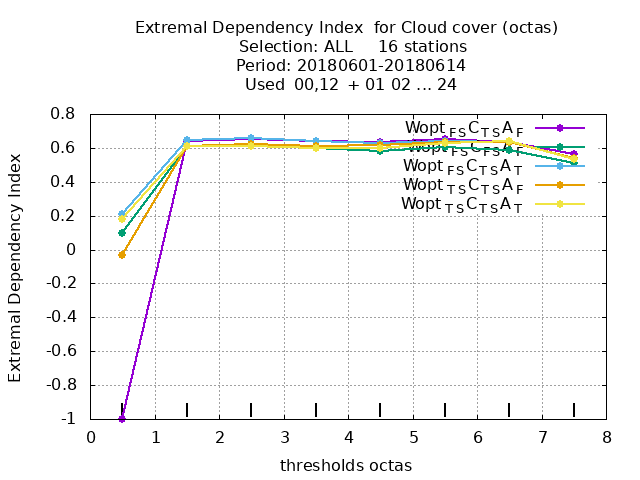 Extremal Dependency Index for Cloud cover (octas)
Selection: ALL 16 stations
Period: 20180601-20180614
Used 00,12 + 01 02 ... 24
0.8
0.6
0.4
0.2
0
-0.2
-0.4
-0.6
-0.8
-1
Extremal Dependency Index
Wopt FS C TS A F
Wopt FS C FS
Wopt FS C TS A T
Wopt TS C TS A F
Wopt TS C TS A T
0 1 2 3 4 5 6 7 8
thresholds octas